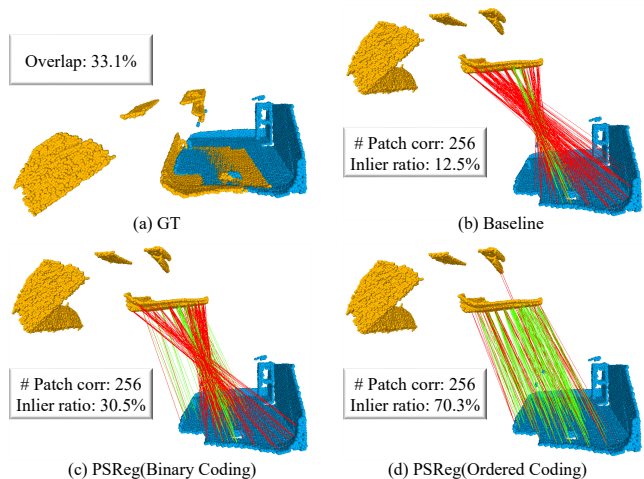 Overlap: 33.1%
(a) GT
# Patch corr: 256
Inlier ratio: 12.5%
(b) Baseline
# Patch corr: 256
Inlier ratio: 30.5%
(c) PSReg(Binary Coding)
# Patch corr: 256
Inlier ratio: 70.3%
(d) PSReg(Ordered Coding)